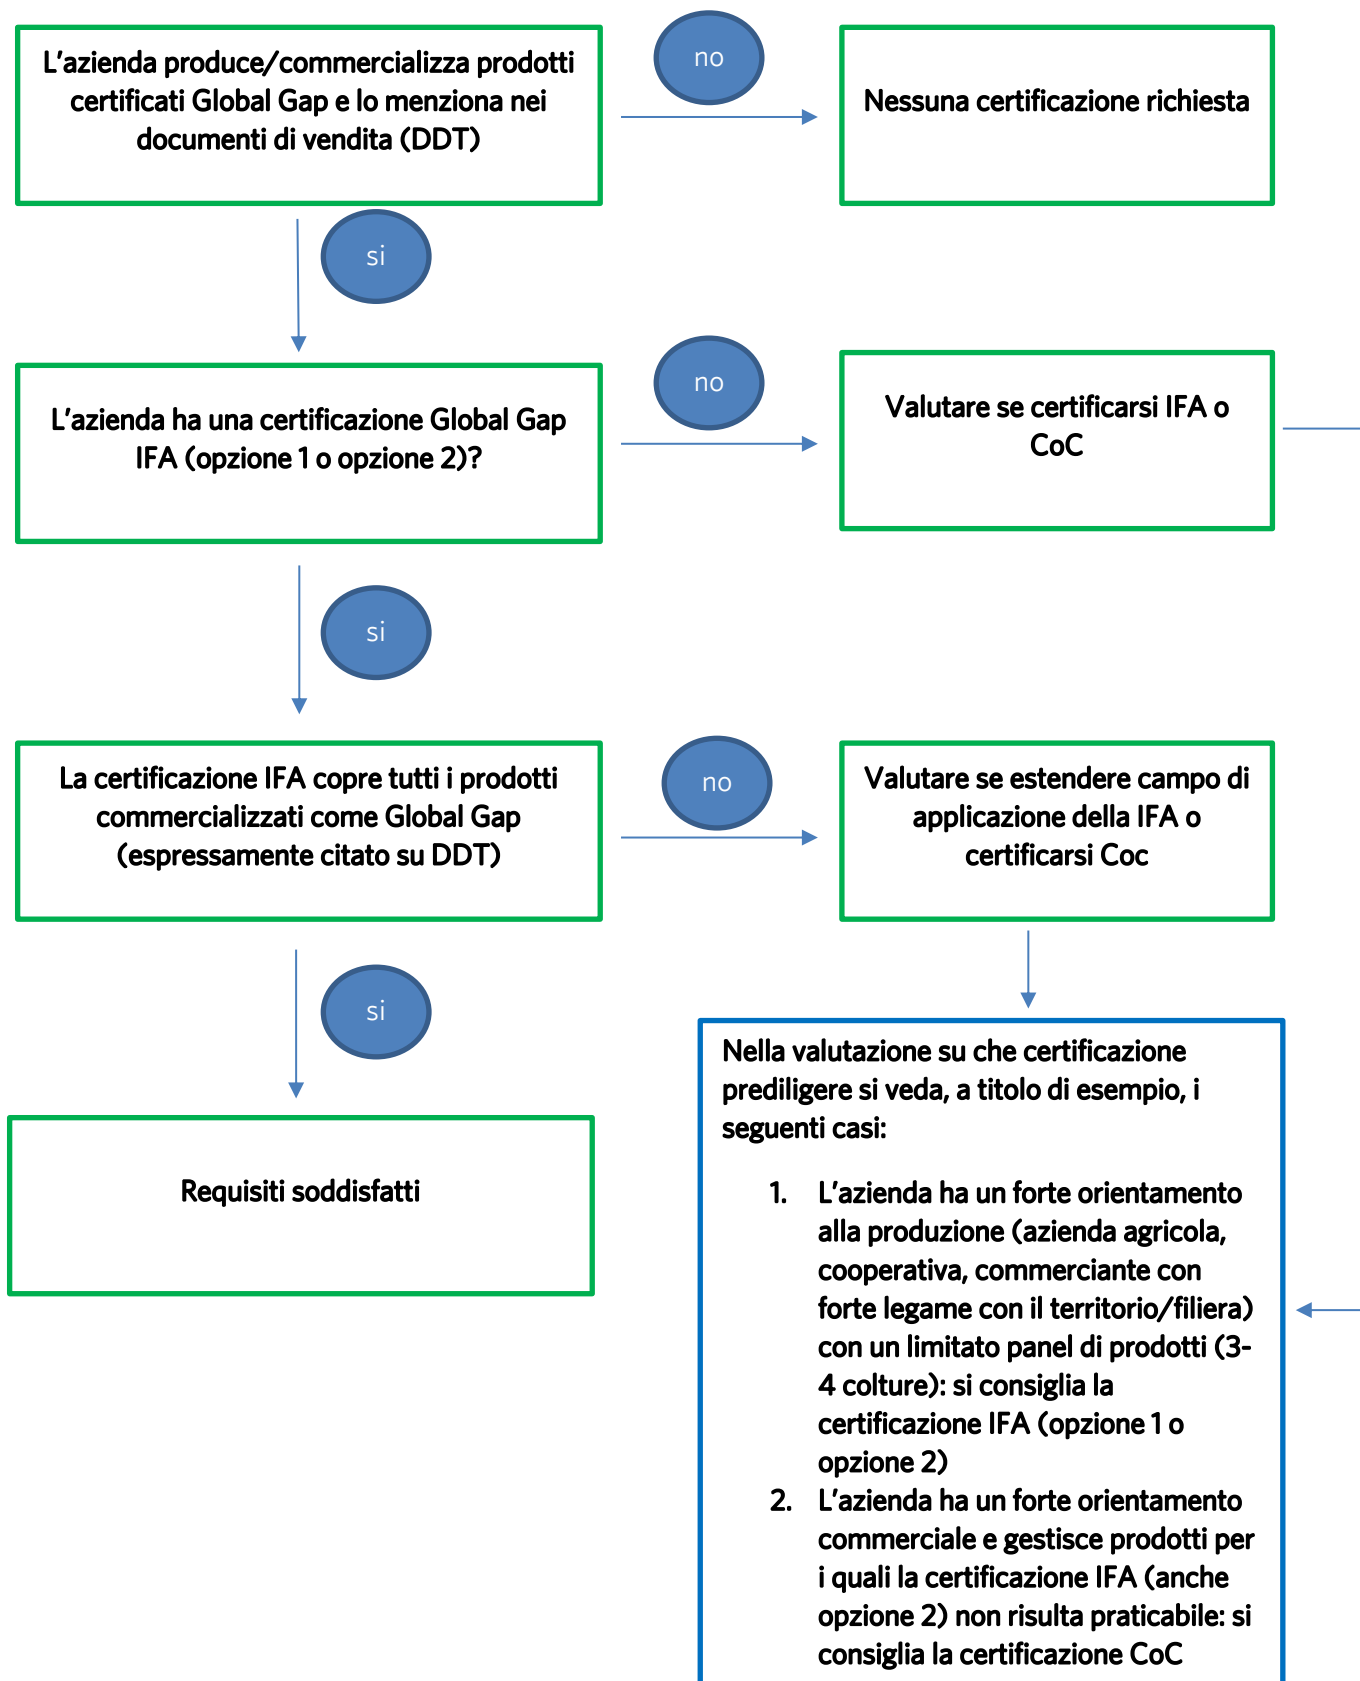 L'azienda produce/commercializza prodotti
certificati Global Gap e lo menziona nei
documenti di vendita (DDT)
no
Nessuna certificazione richiesta
si
L'azienda ha una certificazione Global Gap
IFA (opzione 1 o opzione 2)?
no
Valutare se certificarsi IFA o
CoC
si
La certificazione IFA copre tutti i prodotti
commercializzati come Global Gap
(espressamente citato su DDT)
no
Valutare se estendere campo di
applicazione della IFA o
certificarsi Coc
si
Requisiti soddisfatti
Nella valutazione su che certificazione
prediligere si veda, a titolo di esempio, i
seguenti casi:
1. L'azienda ha un forte orientamento
alla produzione (azienda agricola,
cooperativa, commerciante con
forte legame con il territorio/filiera)
con un limitato panel di prodotti (3-
4 colture): si consiglia la
certificazione IFA (opzione 1 o
opzione 2)
2. L'azienda ha un forte orientamento
commerciale e gestisce prodotti per
i quali la certificazione IFA (anche
opzione 2) non risulta praticabile: si
consiglia la certificazione CoC